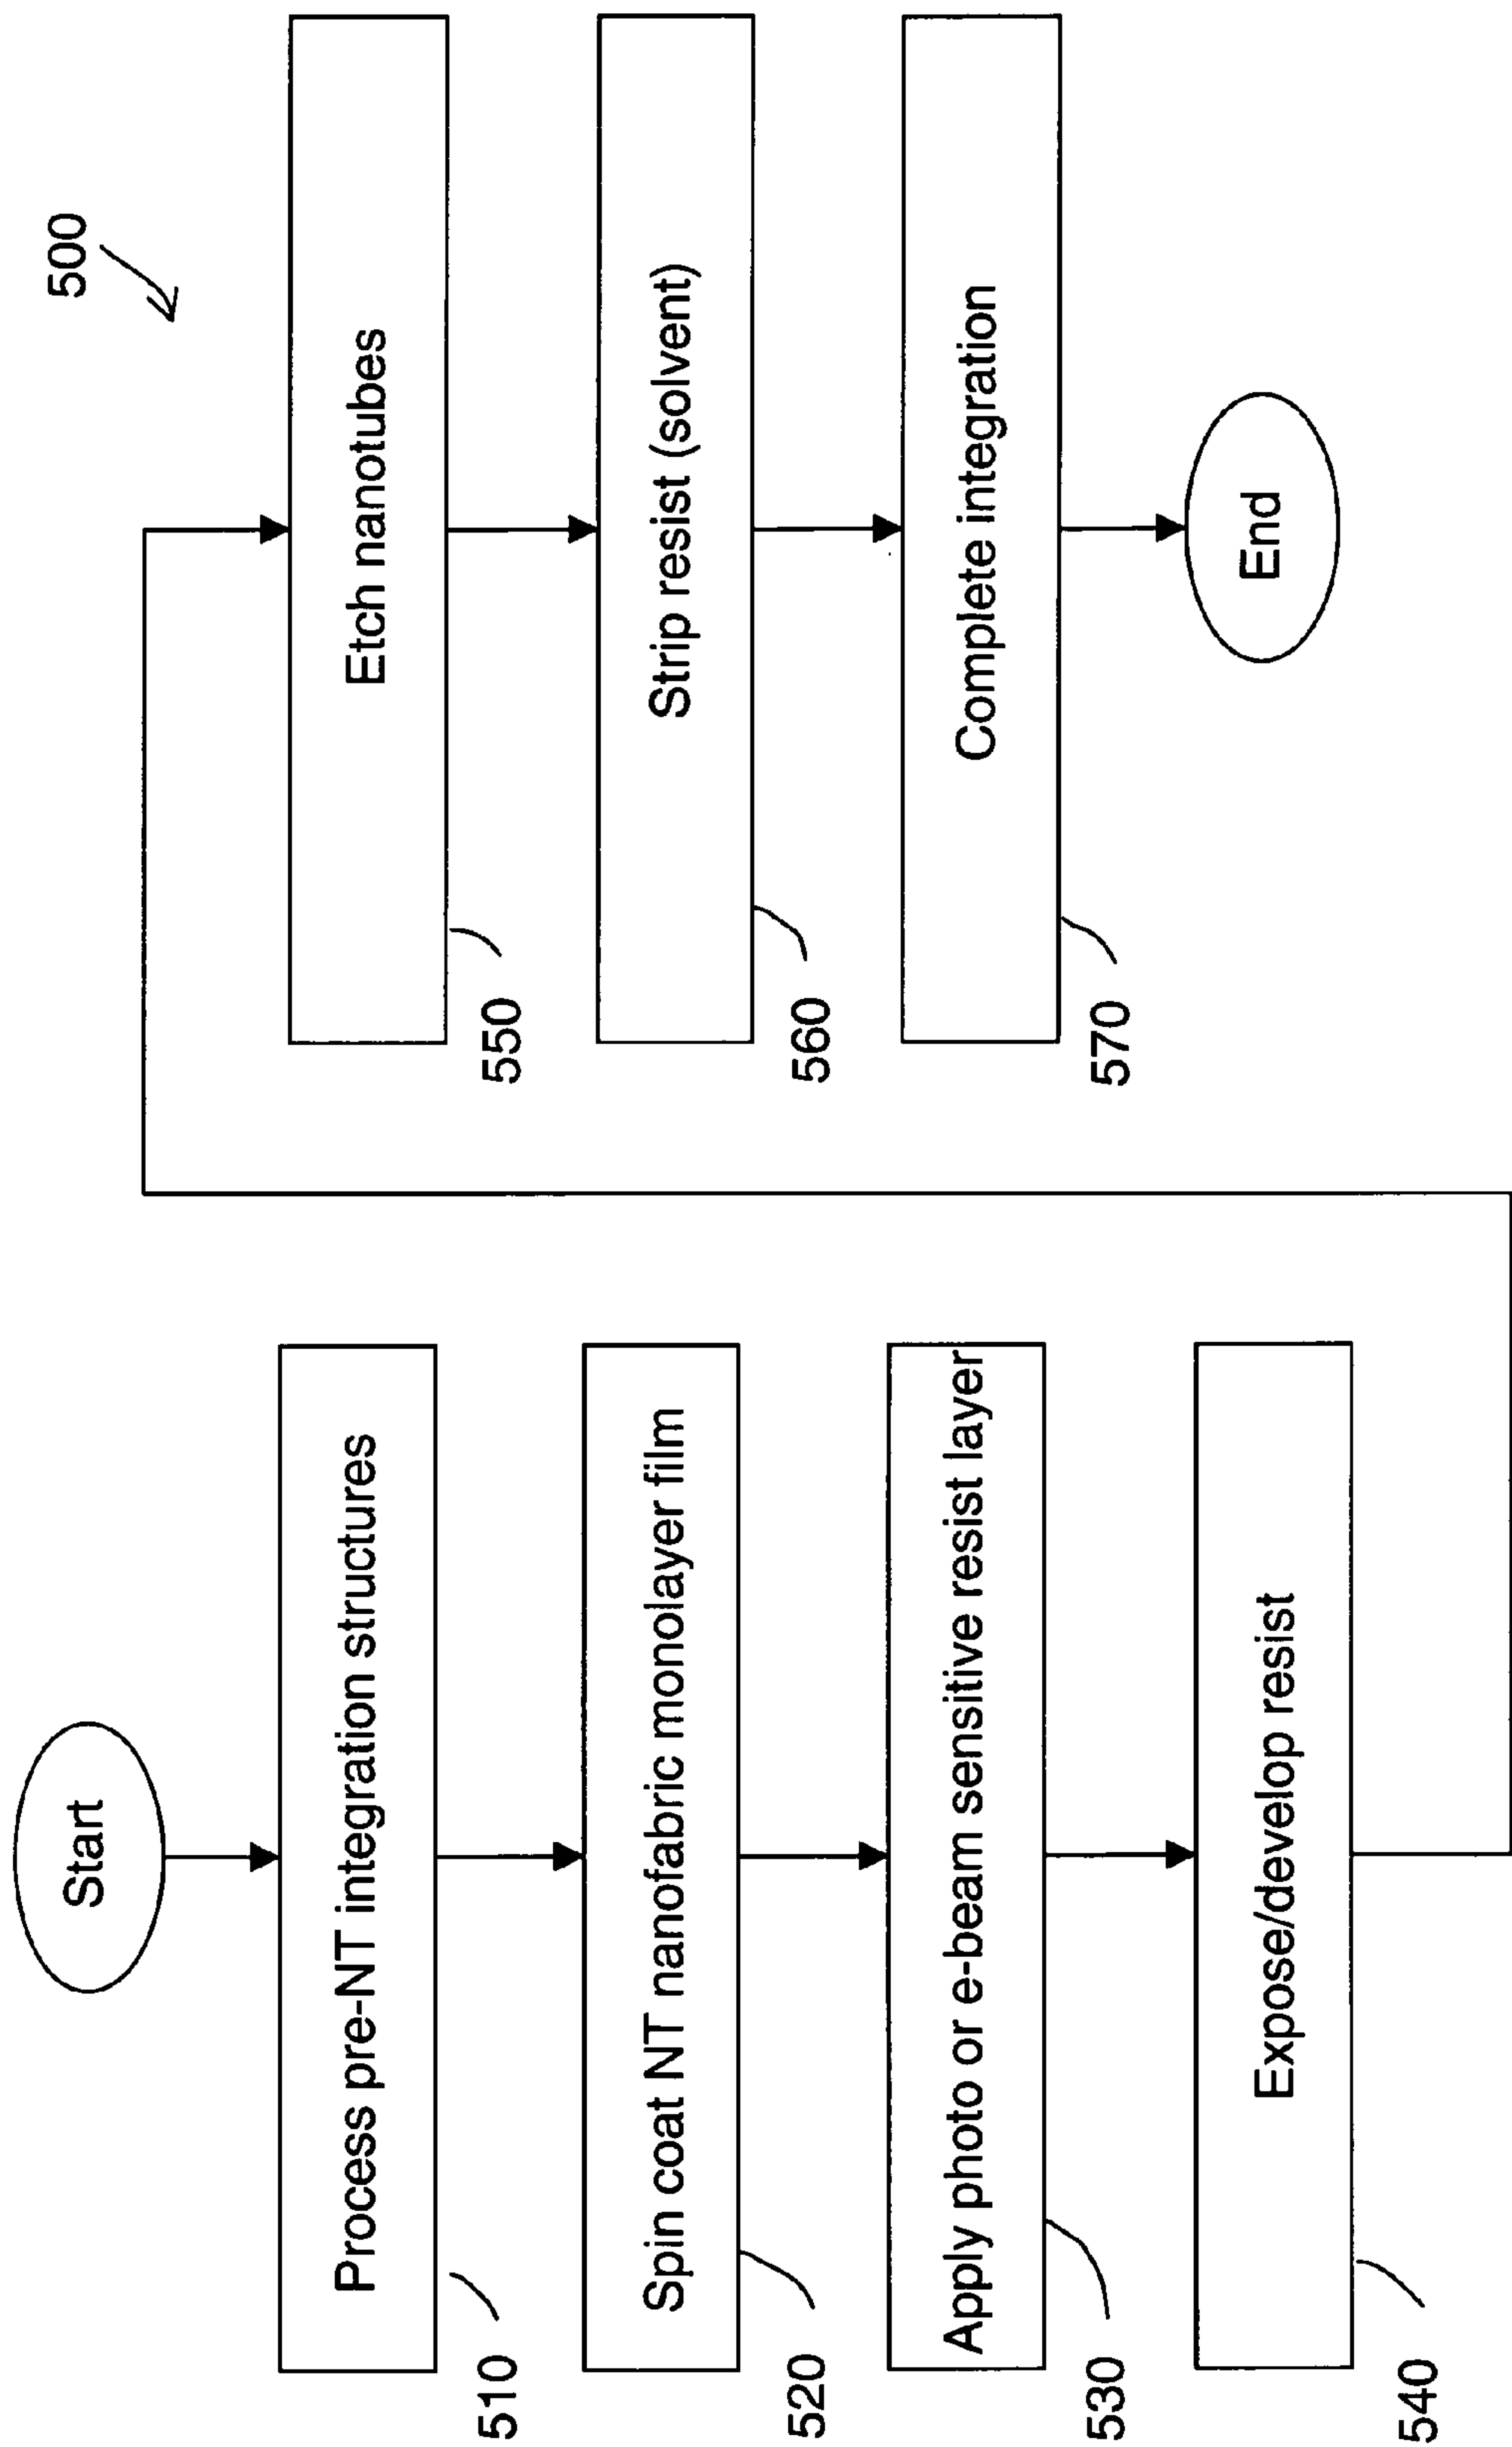 500
Start
Process pre-NT integration structures
510
Spin coat NT nanofabric monolayer film
520
Apply photo or e-beam sensitive resist layer
530
Expose/develop resist
540
Etch nanotubes
550
Strip resist (solvent)
560
Complete integration
570
End